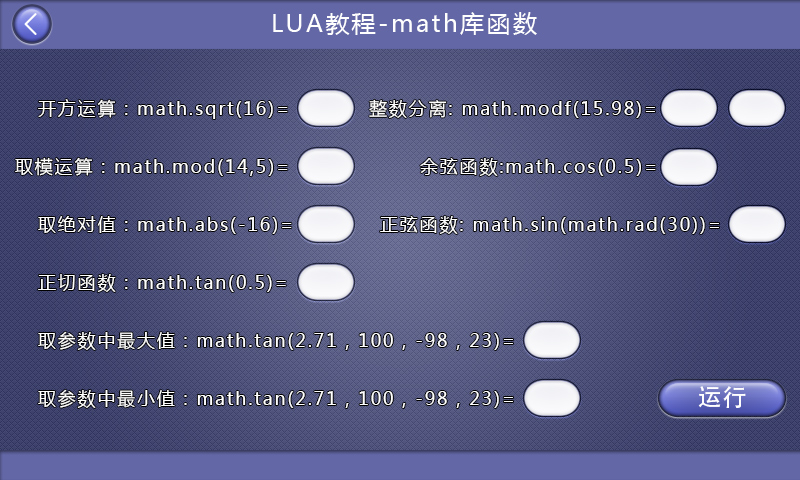 LUA教程-math库函数
开方运算：math.sqrt(16)=
整数分离: math.modf(15.98)=
取模运算：math.mod(14,5)=
余弦函数:math.cos(0.5)=
取绝对值：math.abs(-16)=
正弦函数: math.sin(math.rad(30))=
正切函数：math.tan(0.5)=
取参数中最大值：math.tan(2.71 , 100 , -98 , 23)=
取参数中最小值：math.tan(2.71 , 100 , -98 , 23)=
运行